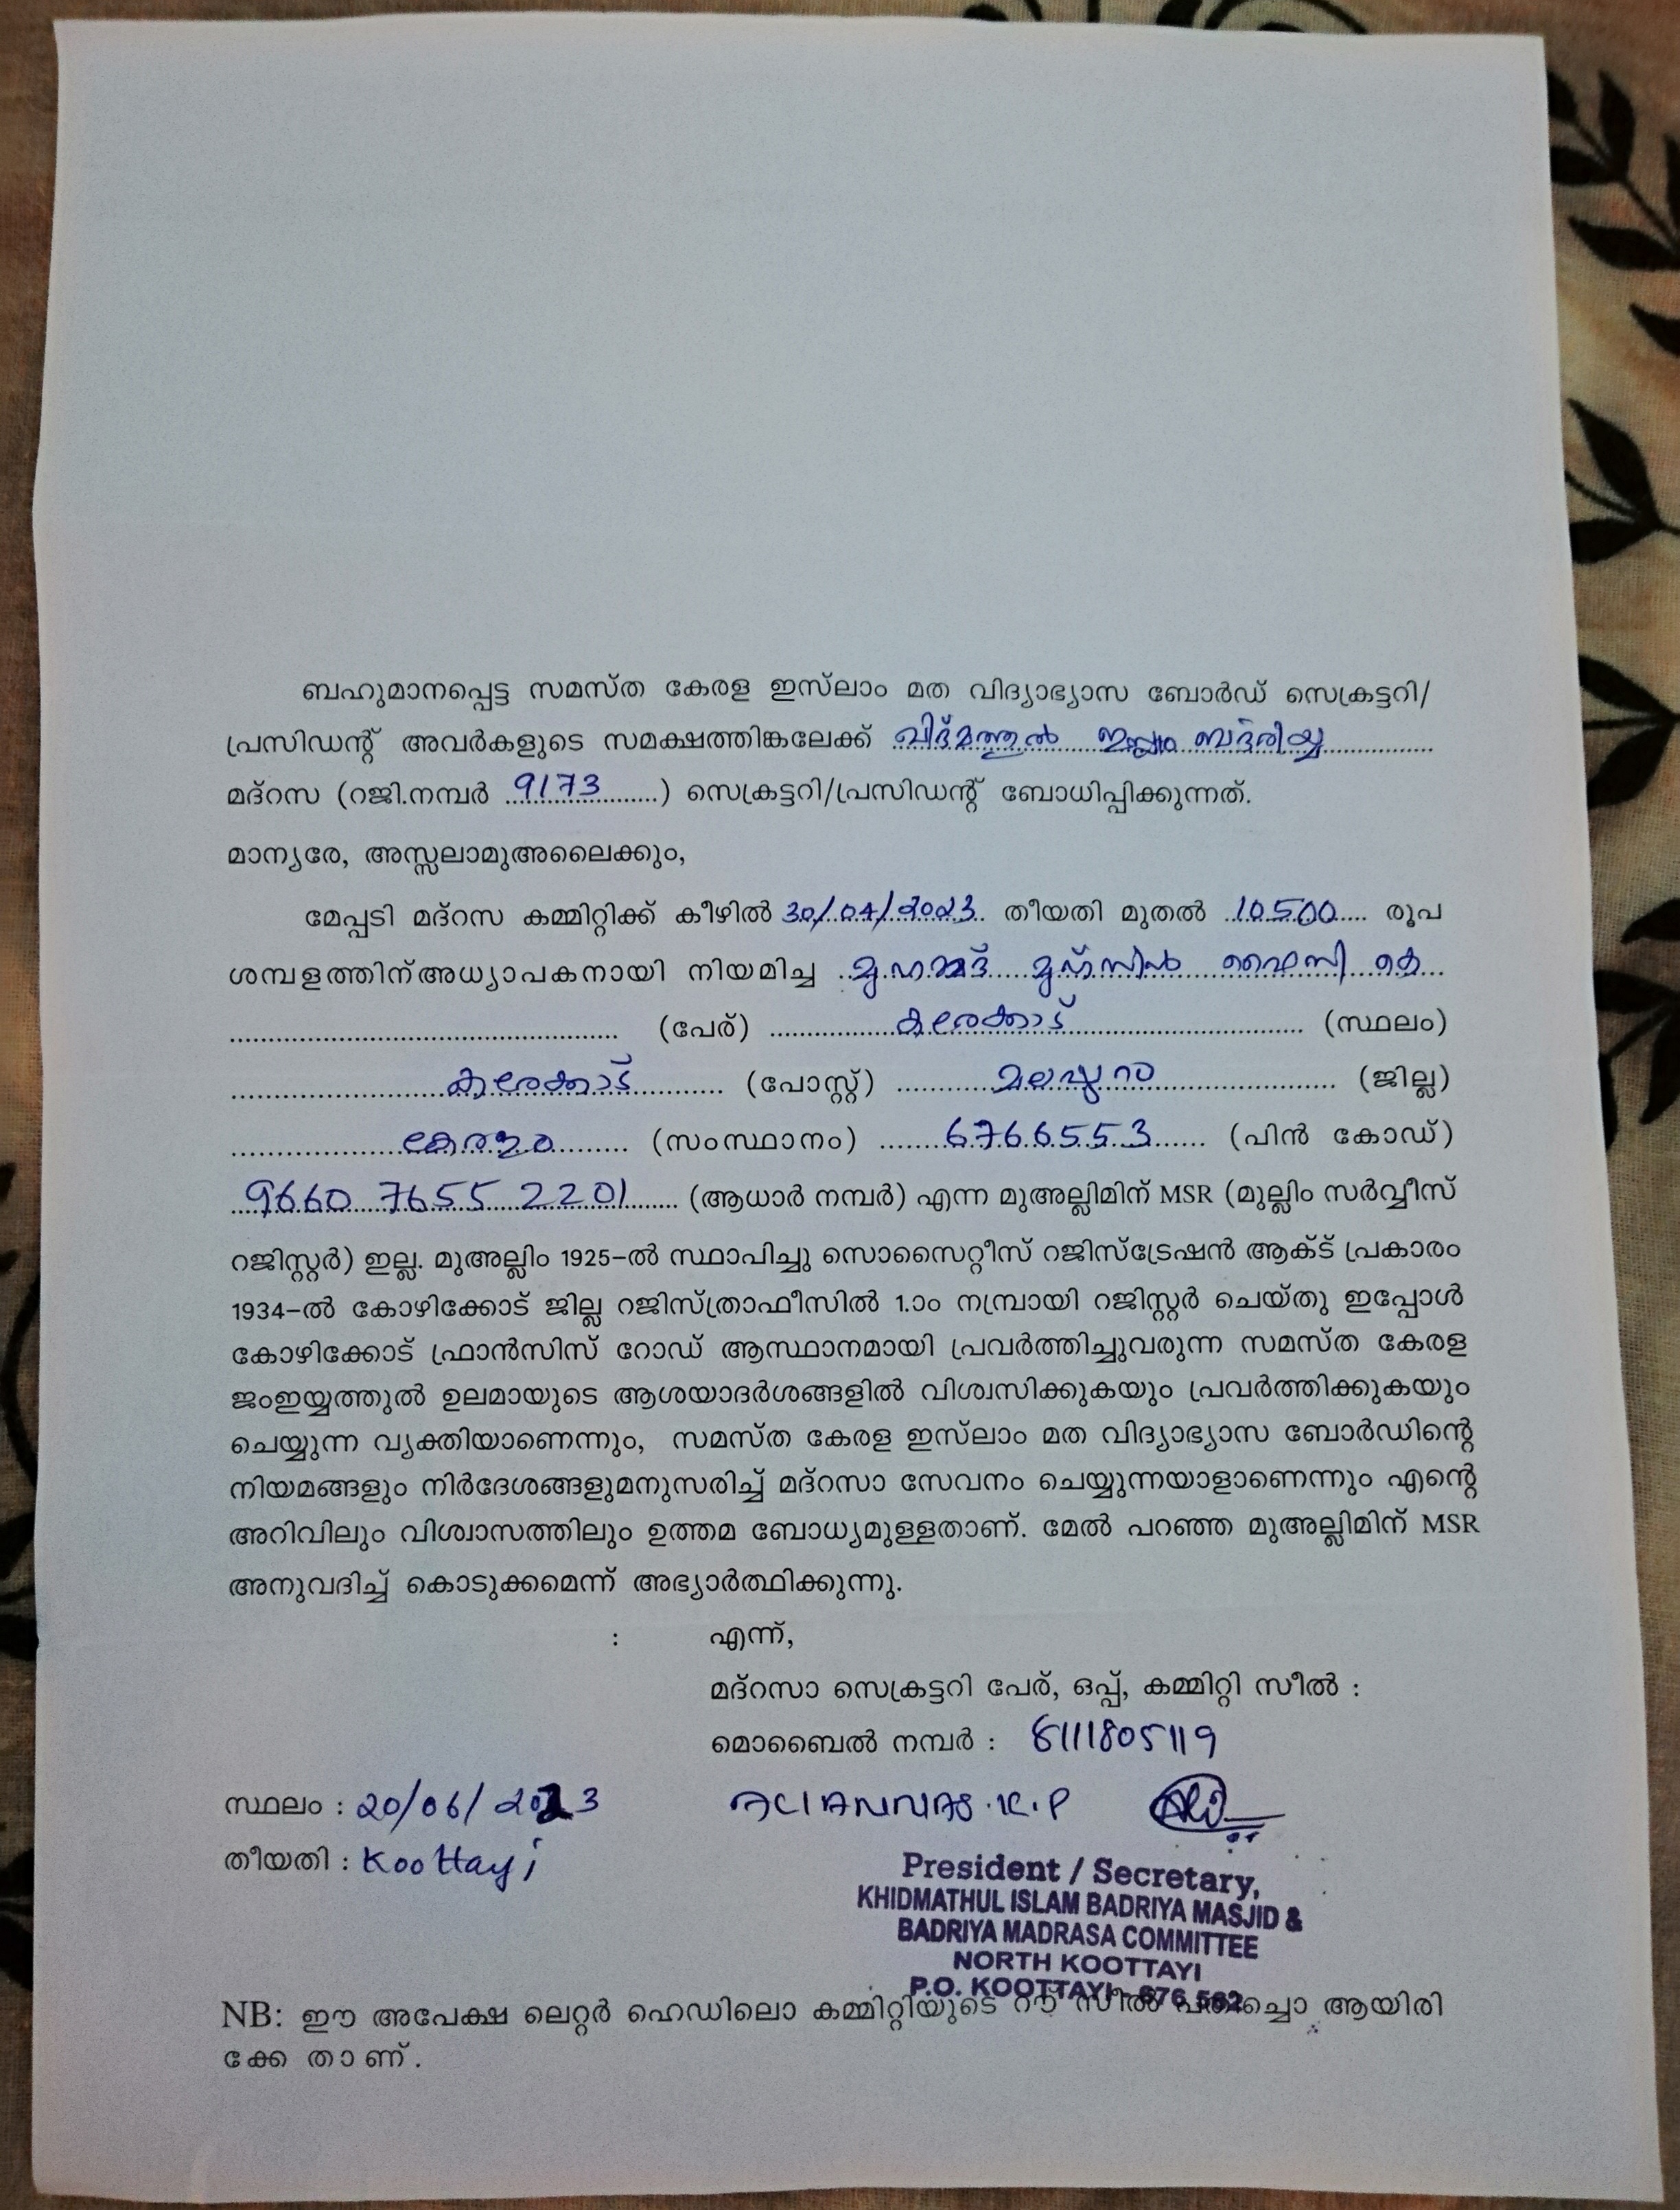 ബഹുമാനപ്പെട്ട സമസ്ത കേരള ഇസ്‌ലാം മത വിദ്യാഭ്യാസ ബോർഡ് സെക്രട്ടറി/
പ്രസിഡന്റ് അവർകളുടെ സമക്ഷത്തിങ്കലേക്ക് ഖിദ്മത്തുൽ ഇസ്ലാം ബദ്‌രിയ്യ
മദ്റസ (റജി.നമ്പർ 9173) സെക്രട്ടറി/പ്രസിഡന്റ് ബോധിപ്പിക്കുന്നത്.
മാന്യരേ, അസ്സലാമുഅലൈക്കും,
മേപ്പടി മദ്റസ കമ്മിറ്റിക്ക് കീഴിൽ 30/04/2023 തീയതി മുതൽ 10500 രൂപ
ശമ്പളത്തിന് അധ്യാപകനായി നിയമിച്ച മുഹമ്മദ് മുഹ്സിൻ ഫൈസി കെ
(പേര്) കരേക്കാട് (സ്ഥലം)
കരേക്കാട് (പോസ്റ്റ്) മലപ്പുറം (ജില്ല)
കേരളം (സംസ്ഥാനം) 6766553 (പിൻ കോഡ്)
9660 7655 2201 (ആധാർ നമ്പർ) എന്ന മുഅല്ലിമിന് MSR (മുല്ലിം സർവ്വീസ്
റജിസ്റ്റർ) ഇല്ല. മുഅല്ലിം 1925-ൽ സ്ഥാപിച്ചു സൊസൈറ്റീസ് റജിസ്ട്രേഷൻ ആക്ട് പ്രകാരം
1934-ൽ കോഴിക്കോട് ജില്ല റജിസ്ത്രാഫീസിൽ 1.ാം നമ്പ്രായി റജിസ്റ്റർ ചെയ്തു ഇപ്പോൾ
കോഴിക്കോട് ഫ്രാൻസിസ് റോഡ് ആസ്ഥാനമായി പ്രവർത്തിച്ചുവരുന്ന സമസ്ത കേരള
ജംഇയ്യത്തുൽ ഉലമായുടെ ആശയാദർശങ്ങളിൽ വിശ്വസിക്കുകയും പ്രവർത്തിക്കുകയും
ചെയ്യുന്ന വ്യക്തിയാണെന്നും, സമസ്ത കേരള ഇസ്‌ലാം മത വിദ്യാഭ്യാസ ബോർഡിന്റെ
നിയമങ്ങളും നിർദേശങ്ങളുമനുസരിച്ച് മദ്റസാ സേവനം ചെയ്യുന്നയാളാണെന്നും എന്റെ
അറിവിലും വിശ്വാസത്തിലും ഉത്തമ ബോധ്യമുള്ളതാണ്. മേൽ പറഞ്ഞ മുഅല്ലിമിന് MSR
അനുവദിച്ച് കൊടുക്കമെന്ന് അഭ്യാർത്ഥിക്കുന്നു.
: എന്ന്,
മദ്റസാ സെക്രട്ടറി പേര്, ഒപ്പ്, കമ്മിറ്റി സീൽ :
മൊബൈൽ നമ്പർ : 8111805119
സ്ഥലം : 20/06/2023
തീയതി : Koottayi
President / Secretary,
KHIDMATHUL ISLAM BADRIYA MASJID &
BADRIYA MADRASA COMMITTEE
NORTH KOOTTAYI
P.O. KOOTTAYI - 676 562
NB: ഈ അപേക്ഷ ലെറ്റർ ഹെഡിലൊ കമ്മിറ്റിയുടെ സീൽ ആയിരി
ക്കേ താണ്.